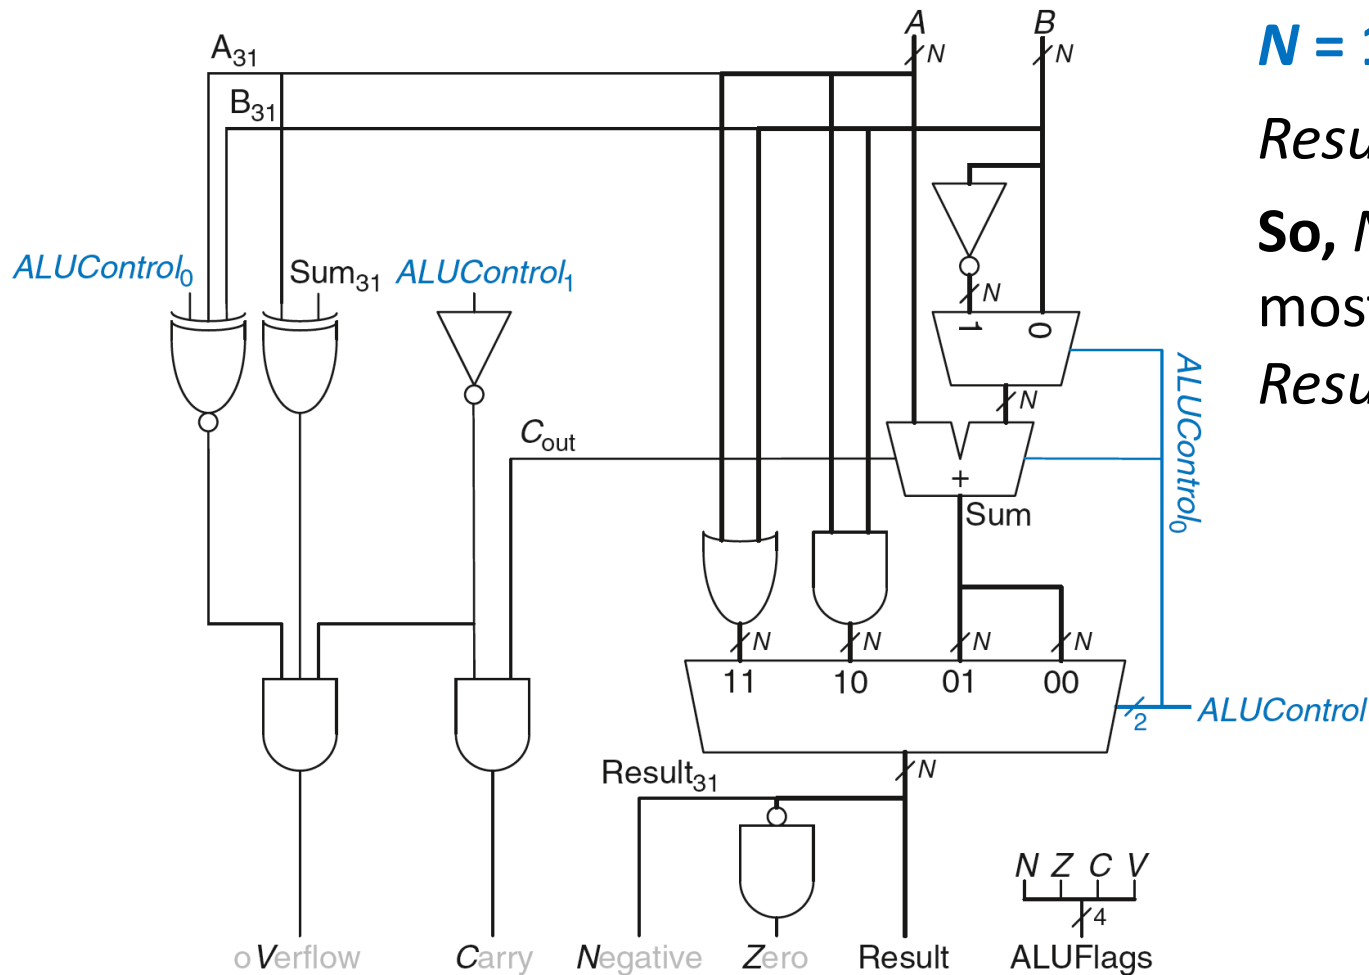 A
B
N = 1
A31
N
N
B31
Resu
So, N
ALUControl0
Sum31
ALUControl1
N
most
1
0
Resu
ALUControl0
N
Cout
+
Sum
N
N
N
N
11
10
01
00
2
ALUControl
Result31
N
N Z C V
4
oVerflow
Carry
Negative
Zero
Result
ALUFlags